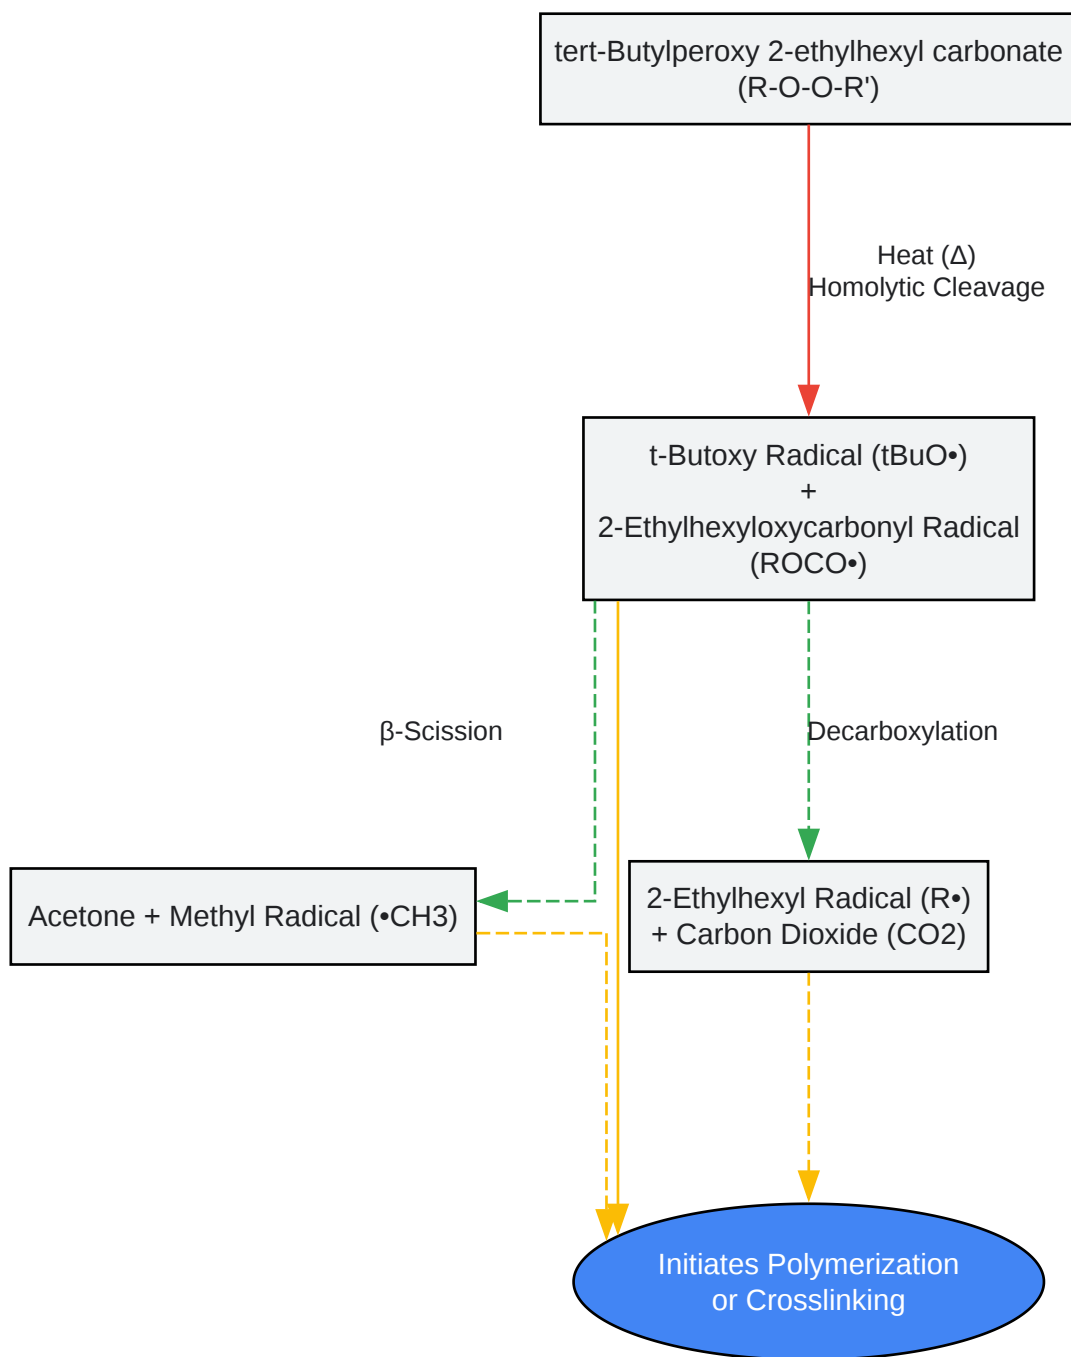 tert-Butylperoxy 2-ethylhexyl carbonate
(R-O-O-R')
Heat (Δ)
Homolytic Cleavage
t-Butoxy Radical (tBuO•)
+
2-Ethylhexyloxycarbonyl Radical
(ROCO•)
β-Scission
Decarboxylation
Acetone + Methyl Radical (•CH3)
2-Ethylhexyl Radical (R•)
+ Carbon Dioxide (CO2)
Initiates Polymerization
or Crosslinking